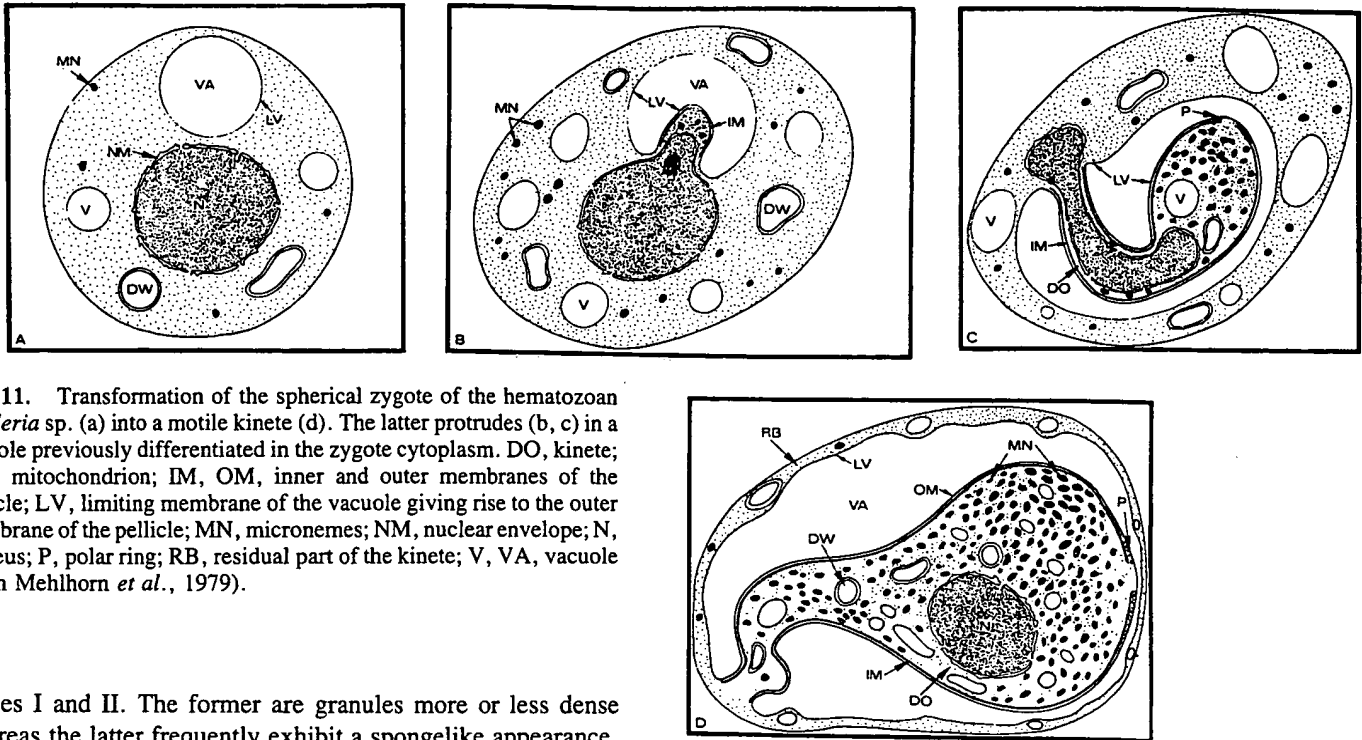 MN
VA
LV
NM
N
V
DW
A
MN
VA
LV
IM
DW
V
B
P
LV
V
V
IM
DO
C
11. Transformation of the spherical zygote of the hematozoan
eria sp. (a) into a motile kinete (d). The latter protrudes (b, c) in a
ole previously differentiated in the zygote cytoplasm. DO, kinete;
mitochondrion; IM, OM, inner and outer membranes of the
cle; LV, limiting membrane of the vacuole giving rise to the outer
brane of the pellicle; MN, micronemes; NM, nuclear envelope; N,
eus; P, polar ring; RB, residual part of the kinete; V, VA, vacuole
Mehlhorn et al., 1979).
RB
LV
MN
OM
P
VA
DW
N
IM
DO
D
es I and II. The former are granules more or less dense
reas the latter frequently exhibit a spongelike appearance.